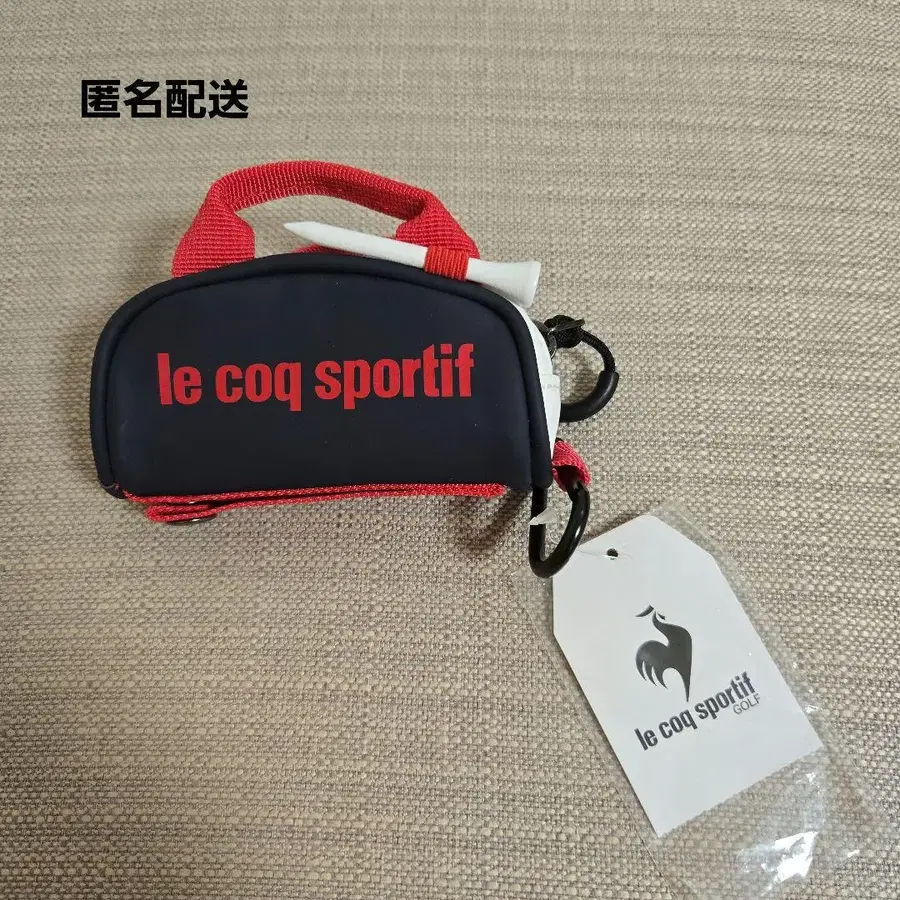 匿名配送
le coq sportif
le coq sportif
GOLF